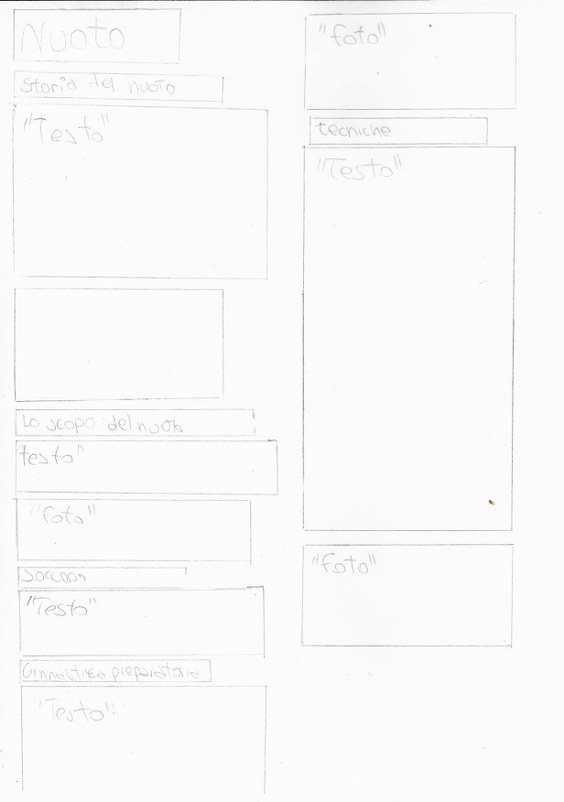 Nuoto
Storia del nuoto
"Testo"
Lo scopo del nuoto
testo"
"foto"
"Testo"
Ginnastica preparatoria
"Testo"
"foto"
tecniche
"Testo"
"foto"